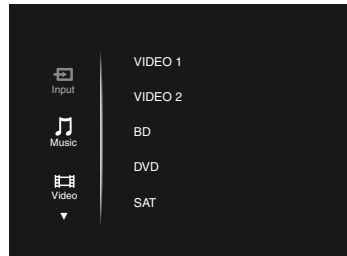 Input
Music
Video
VIDEO 1
VIDEO 2
BD
DVD
SAT